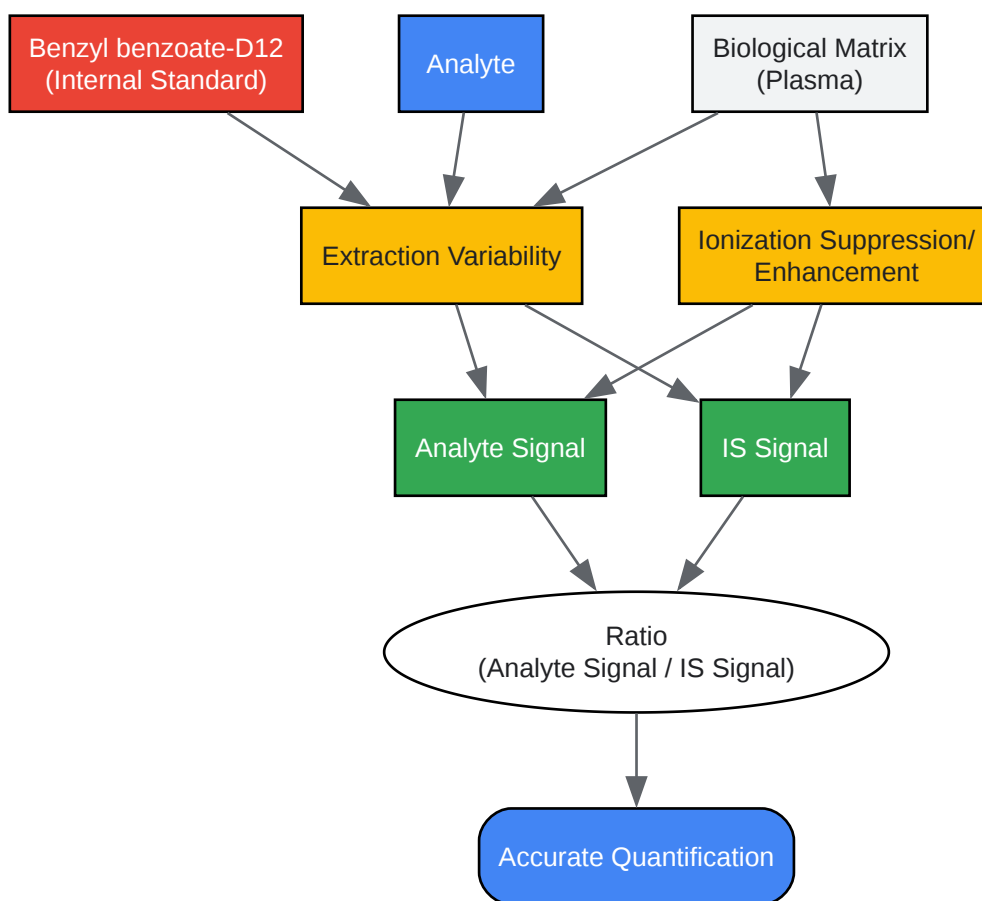 Benzyl benzoate-D12
(Internal Standard)
Analyte
Biological Matrix
(Plasma)
Extraction Variability
Ionization Suppression/
Enhancement
Analyte Signal
IS Signal
Ratio
(Analyte Signal / IS Signal)
Accurate Quantification